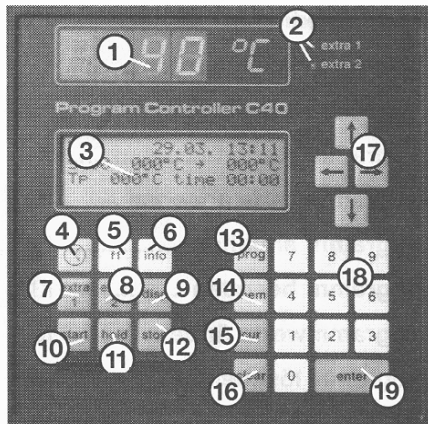 1
40 °C
2
extra 1
extra 2
Program Controller C40
3
29.03. 13:11
000°C → 000°C
Tp 000°C time 00:00
17
4
5
6
info
13
prog
7 8 9
18
7
extra
1
8
2
9
14
4 5 6
10
start
11
hold
12
stop
15
1 2 3
16
clear
0
enter
19